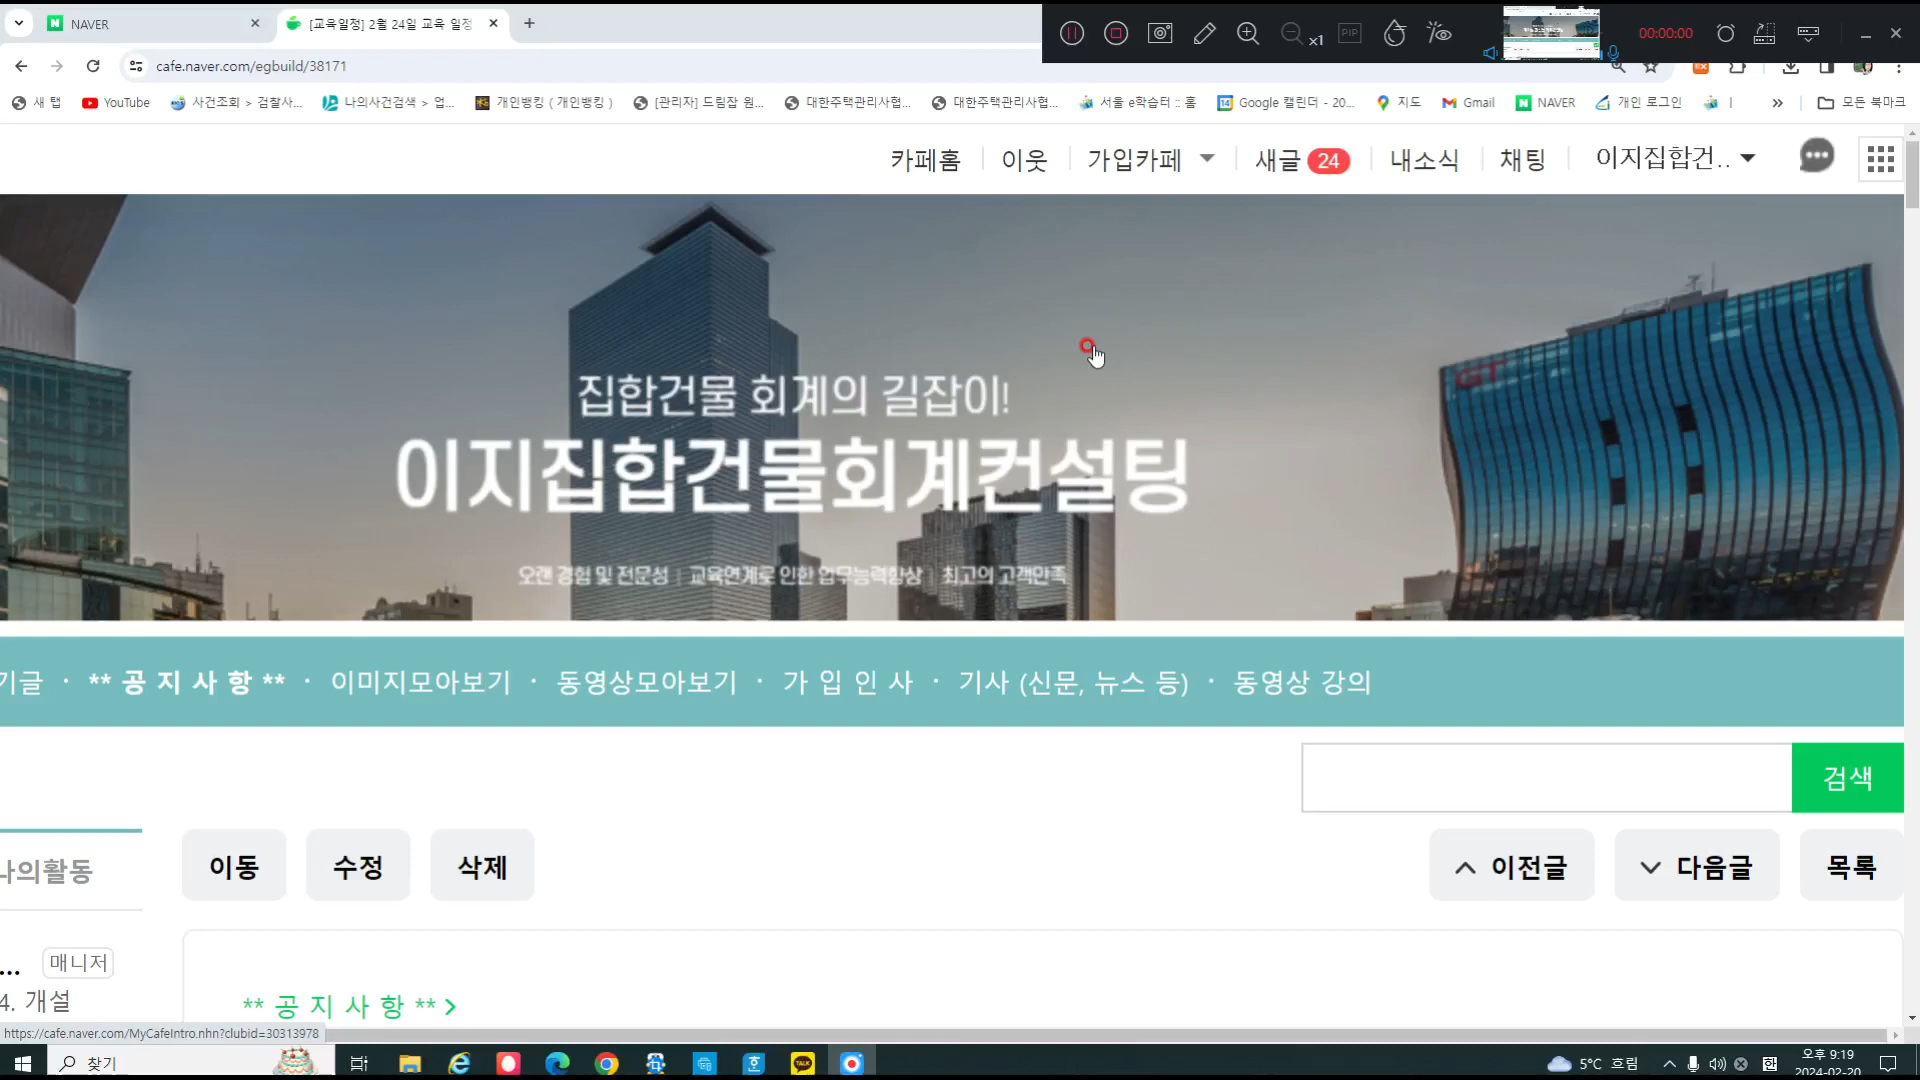 NAVER
[교육일정] 2월 24일 교육 일정
x1
PIP
00:00:00
cafe.naver.com/egbuild/38171
새 탭
YouTube
사건조회 > 검찰사...
나의사건검색 > 업...
개인뱅킹 ( 개인뱅킹 )
[관리자] 드림잡 원...
대한주택관리사협...
대한주택관리사협...
서울 e학습터 :: 홈
Google 캘린더 - 20...
지도
Gmail
NAVER
개인 로그인
모든 북마크
카페홈
이웃
가입카페
새글 24
내소식
채팅
이지집합건..
집합건물 회계의 길잡이!
이지집합건물회계컨설팅
오랜 경험 및 전문성 | 교육연계로 인한 업무능력향상 | 최고의 고객만족
GT
기글 · ** 공 지 사 항 ** · 이미지모아보기 · 동영상모아보기 · 가 입 인 사 · 기사 (신문, 뉴스 등) · 동영상 강의
검색
나의활동
이동
수정
삭제
이전글
다음글
목록
... 매니저
4. 개설
** 공 지 사 항 **
https://cafe.naver.com/MyCafeIntro.nhn?clubid=30313978
찾기
TALK
5°C 흐림
한
오후 9:19
2024-02-20